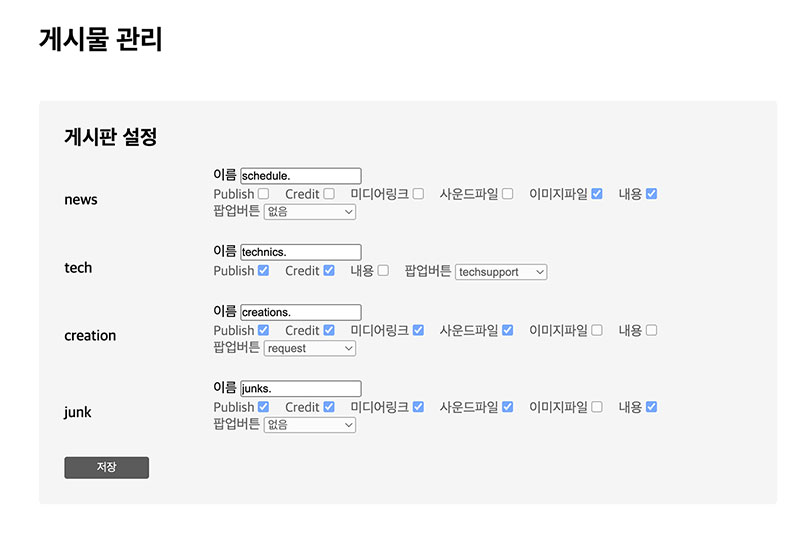 게시물 관리
게시판 설정
news
이름 schedule.
Publish Credit 미디어링크 사운드파일 이미지파일 내용
팝업버튼 없음
tech
이름 technics.
Publish Credit 내용 팝업버튼 techsupport
creation
이름 creations.
Publish Credit 미디어링크 사운드파일 이미지파일 내용
팝업버튼 request
junk
이름 junks.
Publish Credit 미디어링크 사운드파일 이미지파일 내용
팝업버튼 없음
저장